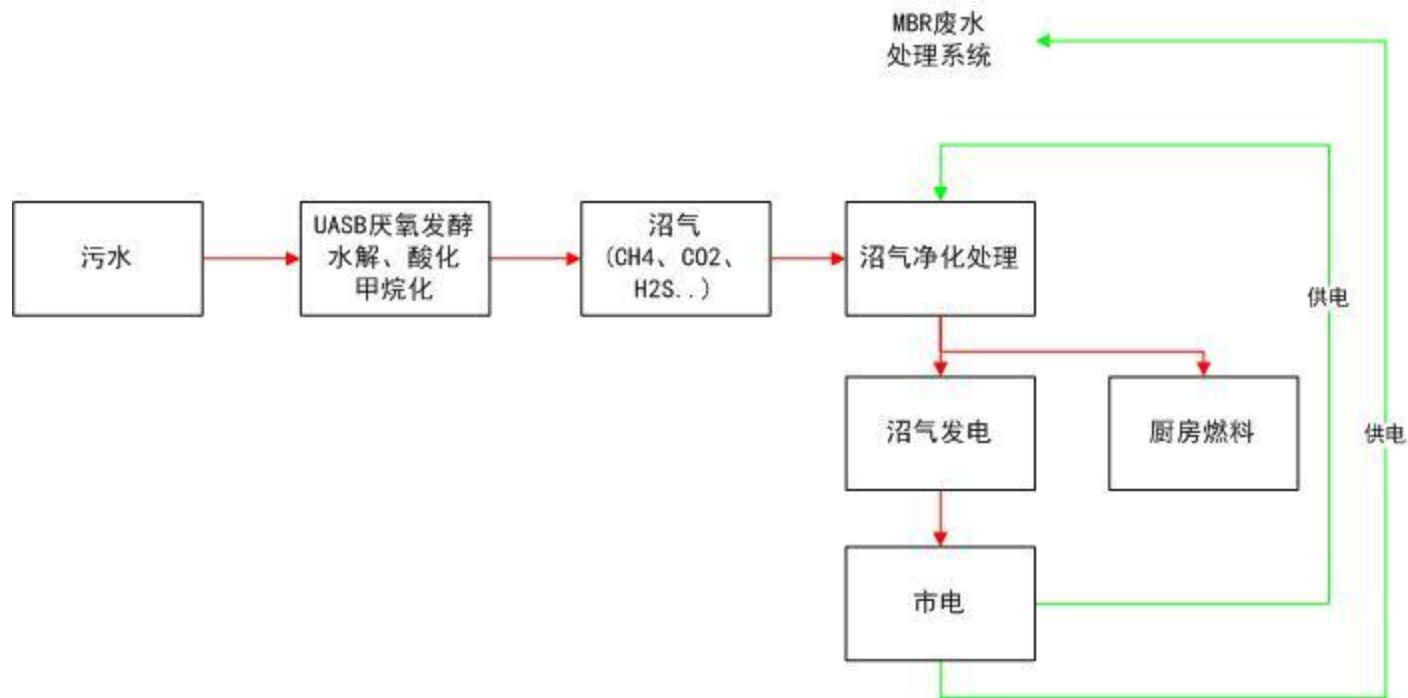 MBR废水
处理系统
污水
UASB厌氧发酵
水解、酸化
甲烷化
沼气
(CH4、CO2、
H2S..)
沼气净化处理
供电
沼气发电
厨房燃料
供电
市电